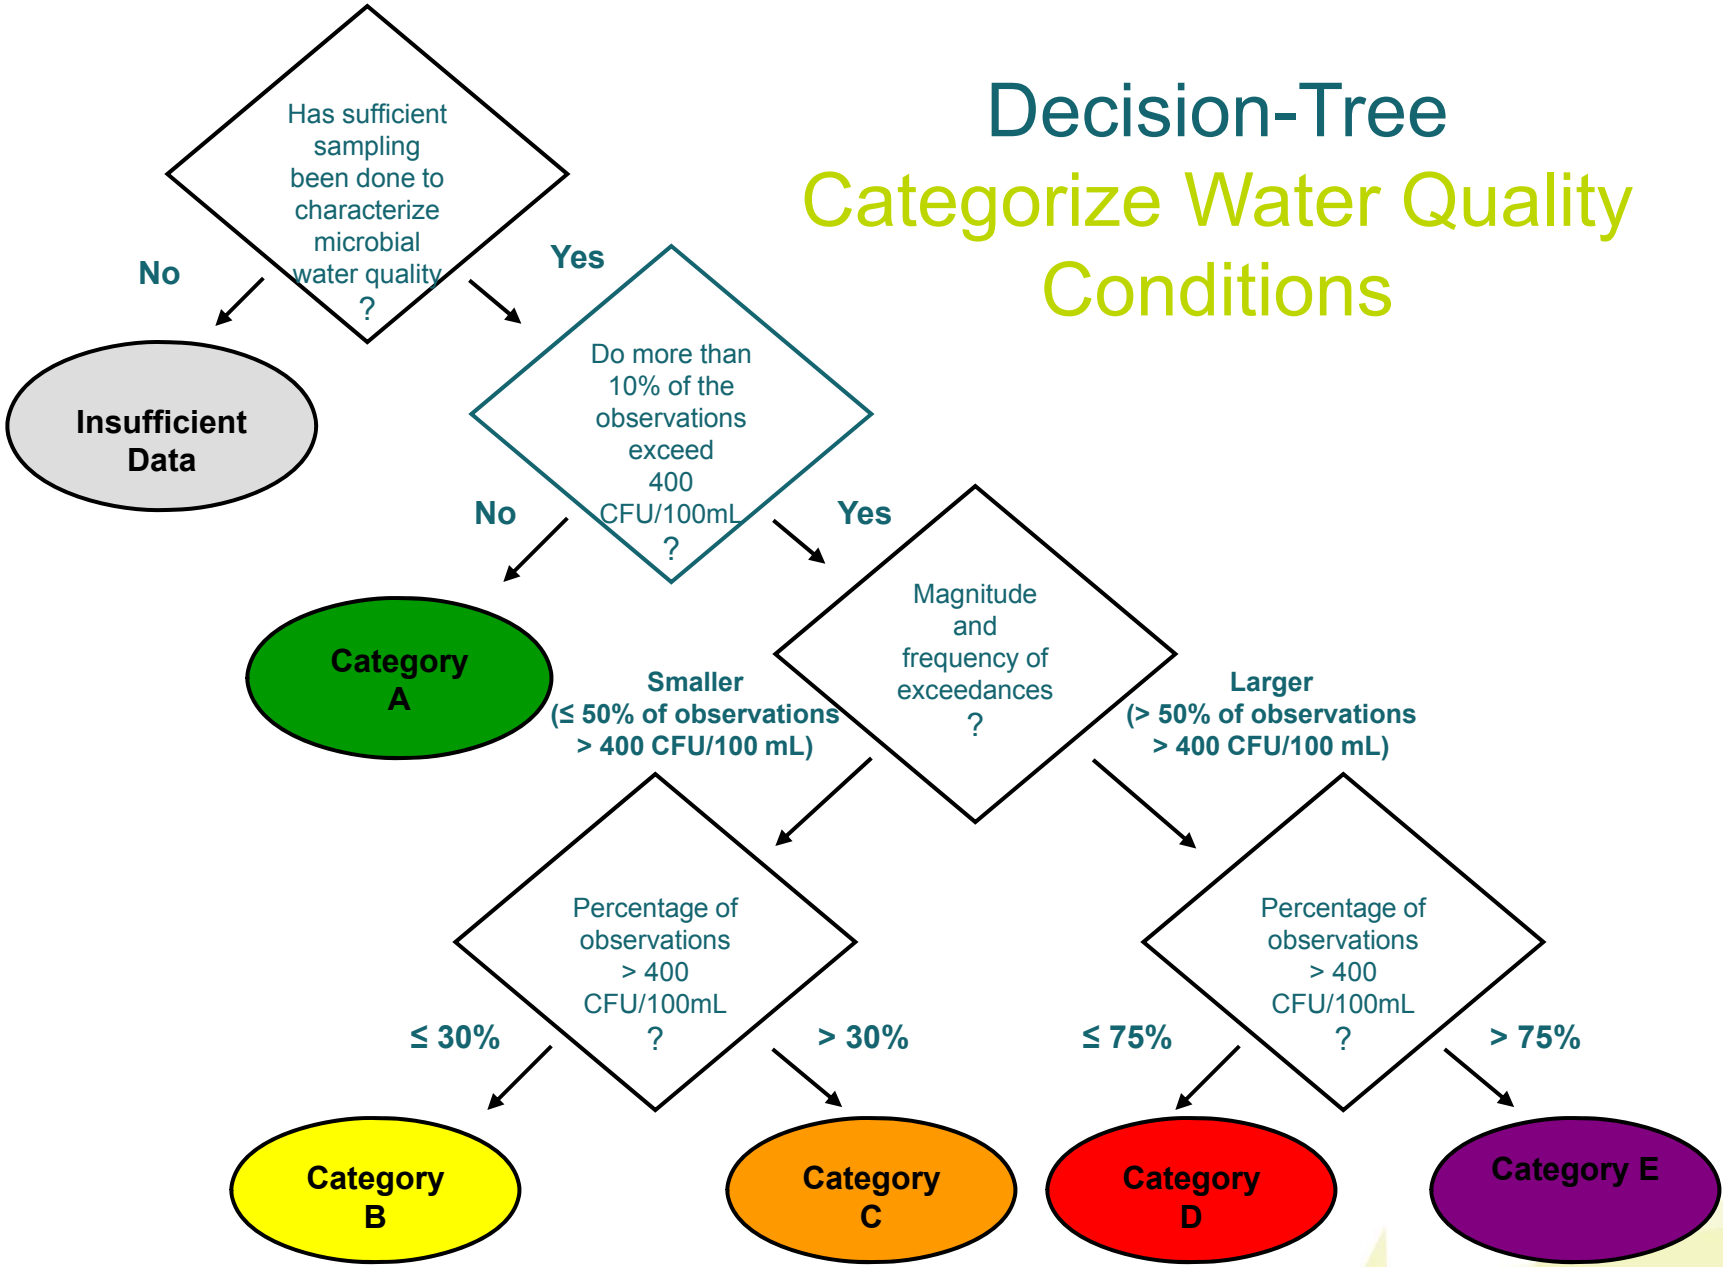 Decision-Tree
Categorize Water Quality
Conditions
Has sufficient
sampling
been done to
characterize
microbial
water quality
?
No
Yes
Insufficient
Data
Do more than
10% of the
observations
exceed
400
CFU/100mL
?
No
Yes
Category
A
Magnitude
and
frequency of
exceedances
?
Smaller
(≤ 50% of observations
> 400 CFU/100 mL)
Larger
(> 50% of observations
> 400 CFU/100 mL)
Percentage of
observations
> 400
CFU/100mL
?
≤ 30%
> 30%
Percentage of
observations
> 400
CFU/100mL
?
≤ 75%
> 75%
Category
B
Category
C
Category
D
Category E